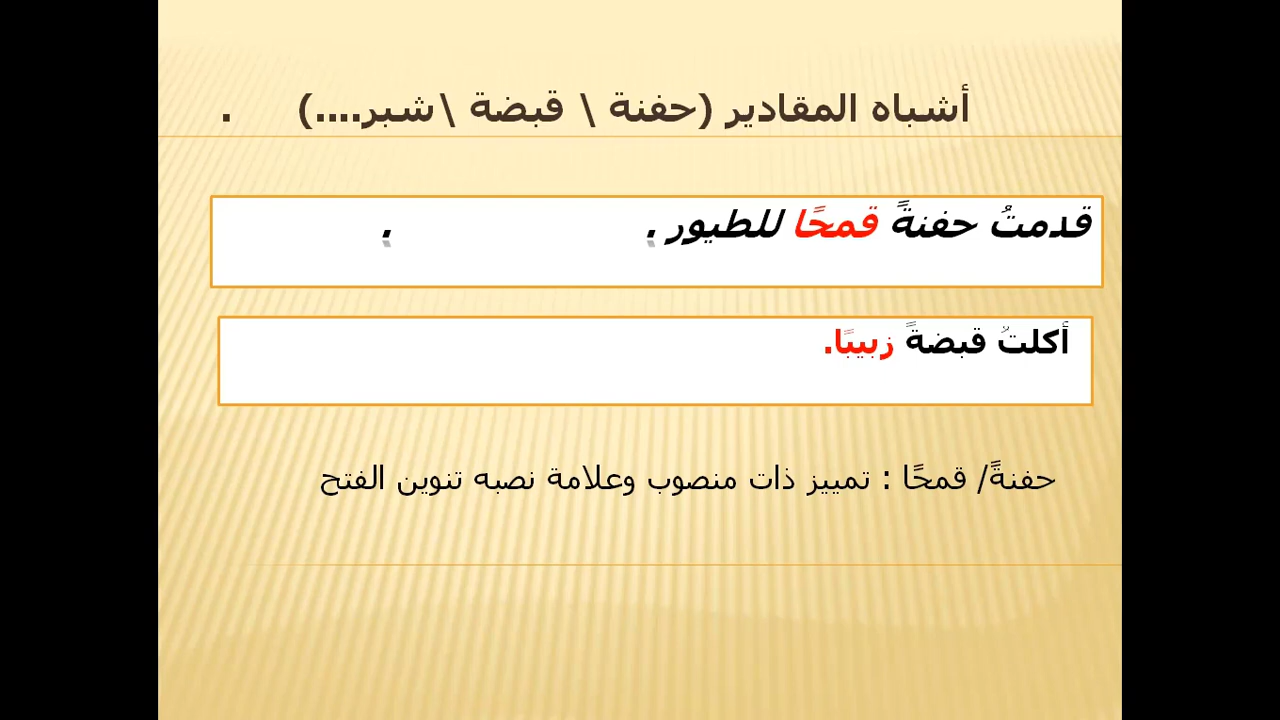 أشباه المقادير (حفنة \ قبضة \شبر....) .
قدمتُ حفنةً قمحًا للطيور . .
أكلتُ قبضةً زبيبًا.
حفنةً/ قمحًا : تمييز ذات منصوب وعلامة نصبه تنوين الفتح